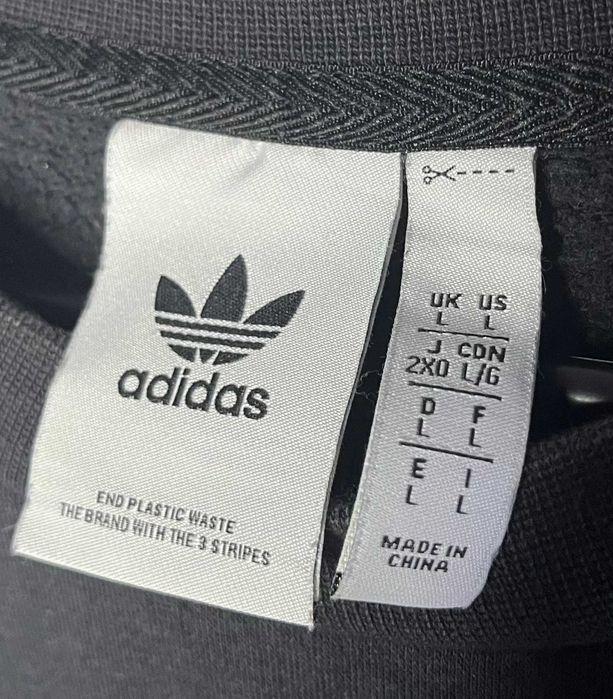 adidas
END PLASTIC WASTE
THE BRAND WITH THE 3 STRIPES
UK US
L L
J CDN
2XO L/G
D F
L L
E I
L L
MADE IN
CHINA